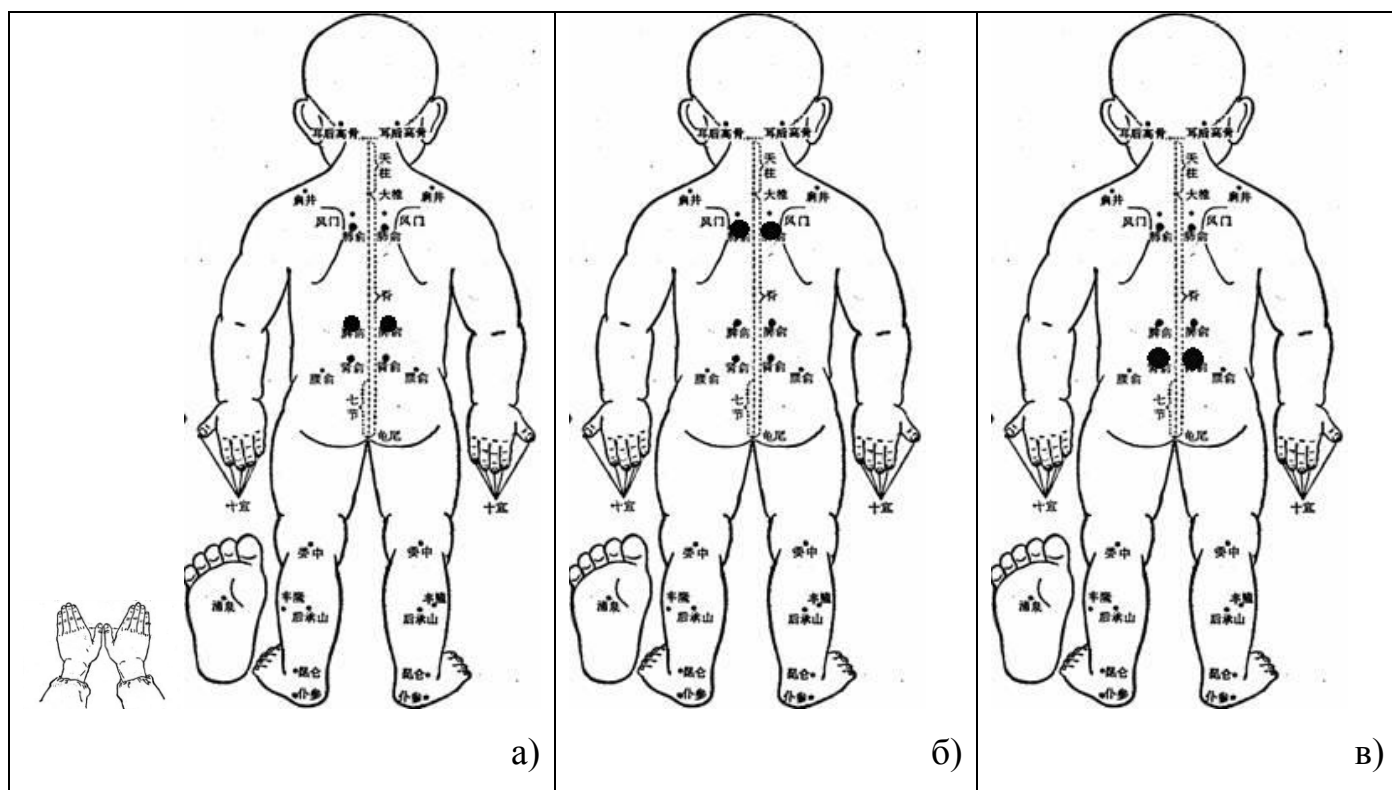 耳后高骨 耳后高骨
天柱
大椎
肩井 肩井
风门 风门
肺俞 肺俞
脊
脾俞 脾俞
肾俞 肾俞
腰俞 腰俞
七节
龟尾
十宣 十宣
委中 委中
丰隆 丰隆
涌泉 后承山 后承山
昆仑 昆仑
仆参 仆参
а)
耳后高骨 耳后高骨
天柱
大椎
肩井 肩井
风门 风门
脊
脾俞 脾俞
肾俞 肾俞
腰俞 腰俞
七节
龟尾
十宣 十宣
委中 委中
丰隆 丰隆
涌泉 后承山 后承山
昆仑 昆仑
仆参 仆参
б)
耳后高骨 耳后高骨
天柱
大椎
肩井 肩井
风门 风门
肺俞 肺俞
脊
脾俞 脾俞
腰俞 腰俞
七节
龟尾
十宣 十宣
委中 委中
丰隆 丰隆
涌泉 后承山 后承山
昆仑 昆仑
仆参 仆参
в)